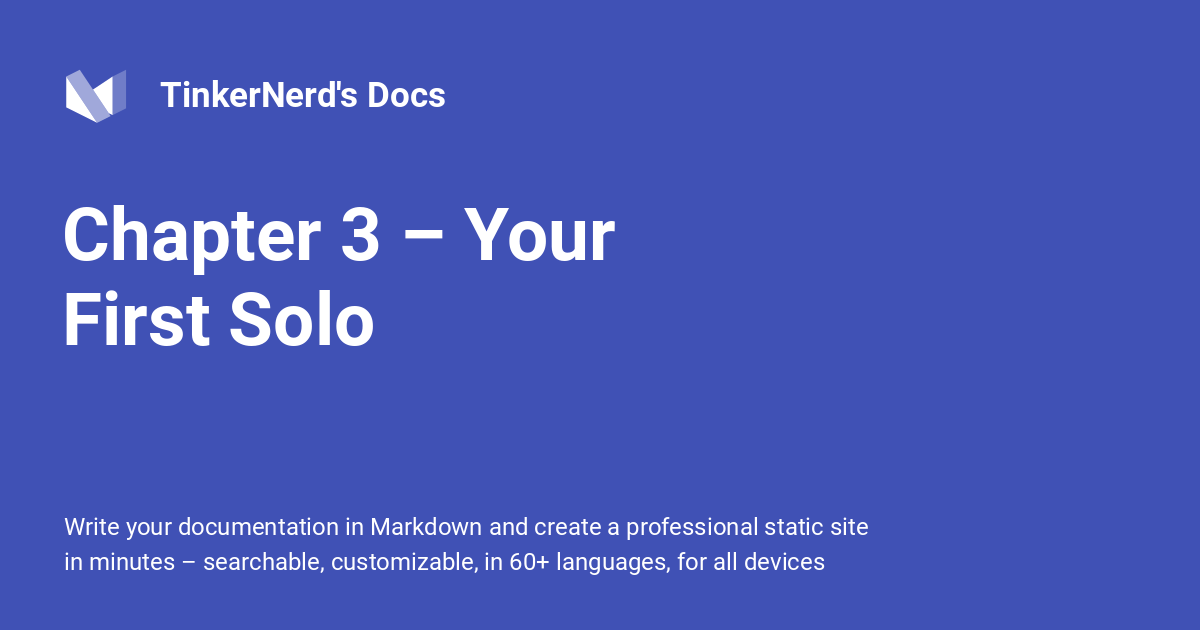 TinkerNerd's Docs
Chapter 3 – Your
First Solo
Write your documentation in Markdown and create a professional static site
in minutes – searchable, customizable, in 60+ languages, for all devices